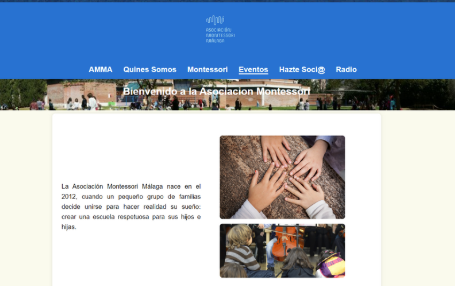 AMMA Quines Somos Montessori Eventos Hazte Soci@ Radio
Bienvenido a la Asociacion Montessori
La Asociación Montessori Málaga nace en el
2012, cuando un pequeño grupo de familias
decide unirse para hacer realidad su sueño:
crear una escuela respetuosa para sus hijos e
hijas.